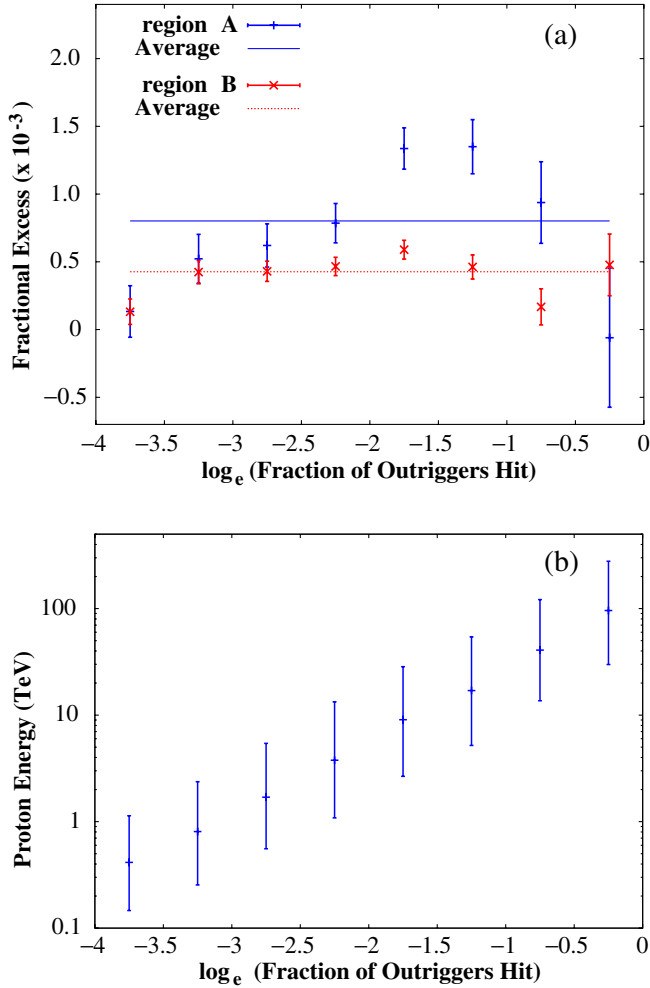 (a)
region A
Average
region B
Average
2.0
1.5
1.0
0.5
0
−0.5
Fractional Excess (x 10⁻³)
−4 −3.5 −3 −2.5 −2 −1.5 −1 −0.5 0
log e (Fraction of Outriggers Hit)
(b)
100
10
1
0.1
Proton Energy (TeV)
−4 −3.5 −3 −2.5 −2 −1.5 −1 −0.5 0
log e (Fraction of Outriggers Hit)